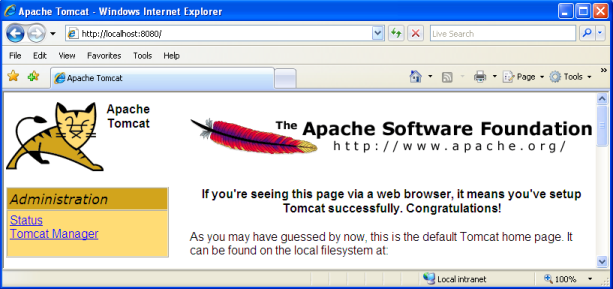 Apache Tomcat - Windows Internet Explorer
http://localhost:8080/
Live Search
File Edit View Favorites Tools Help
Apache Tomcat
Page Tools
Apache
Tomcat
The Apache Software Foundation
http://www.apache.org/
Administration
Status
Tomcat Manager
If you're seeing this page via a web browser, it means you've setup
Tomcat successfully. Congratulations!
As you may have guessed by now, this is the default Tomcat home page. It
can be found on the local filesystem at:
Local intranet
100%